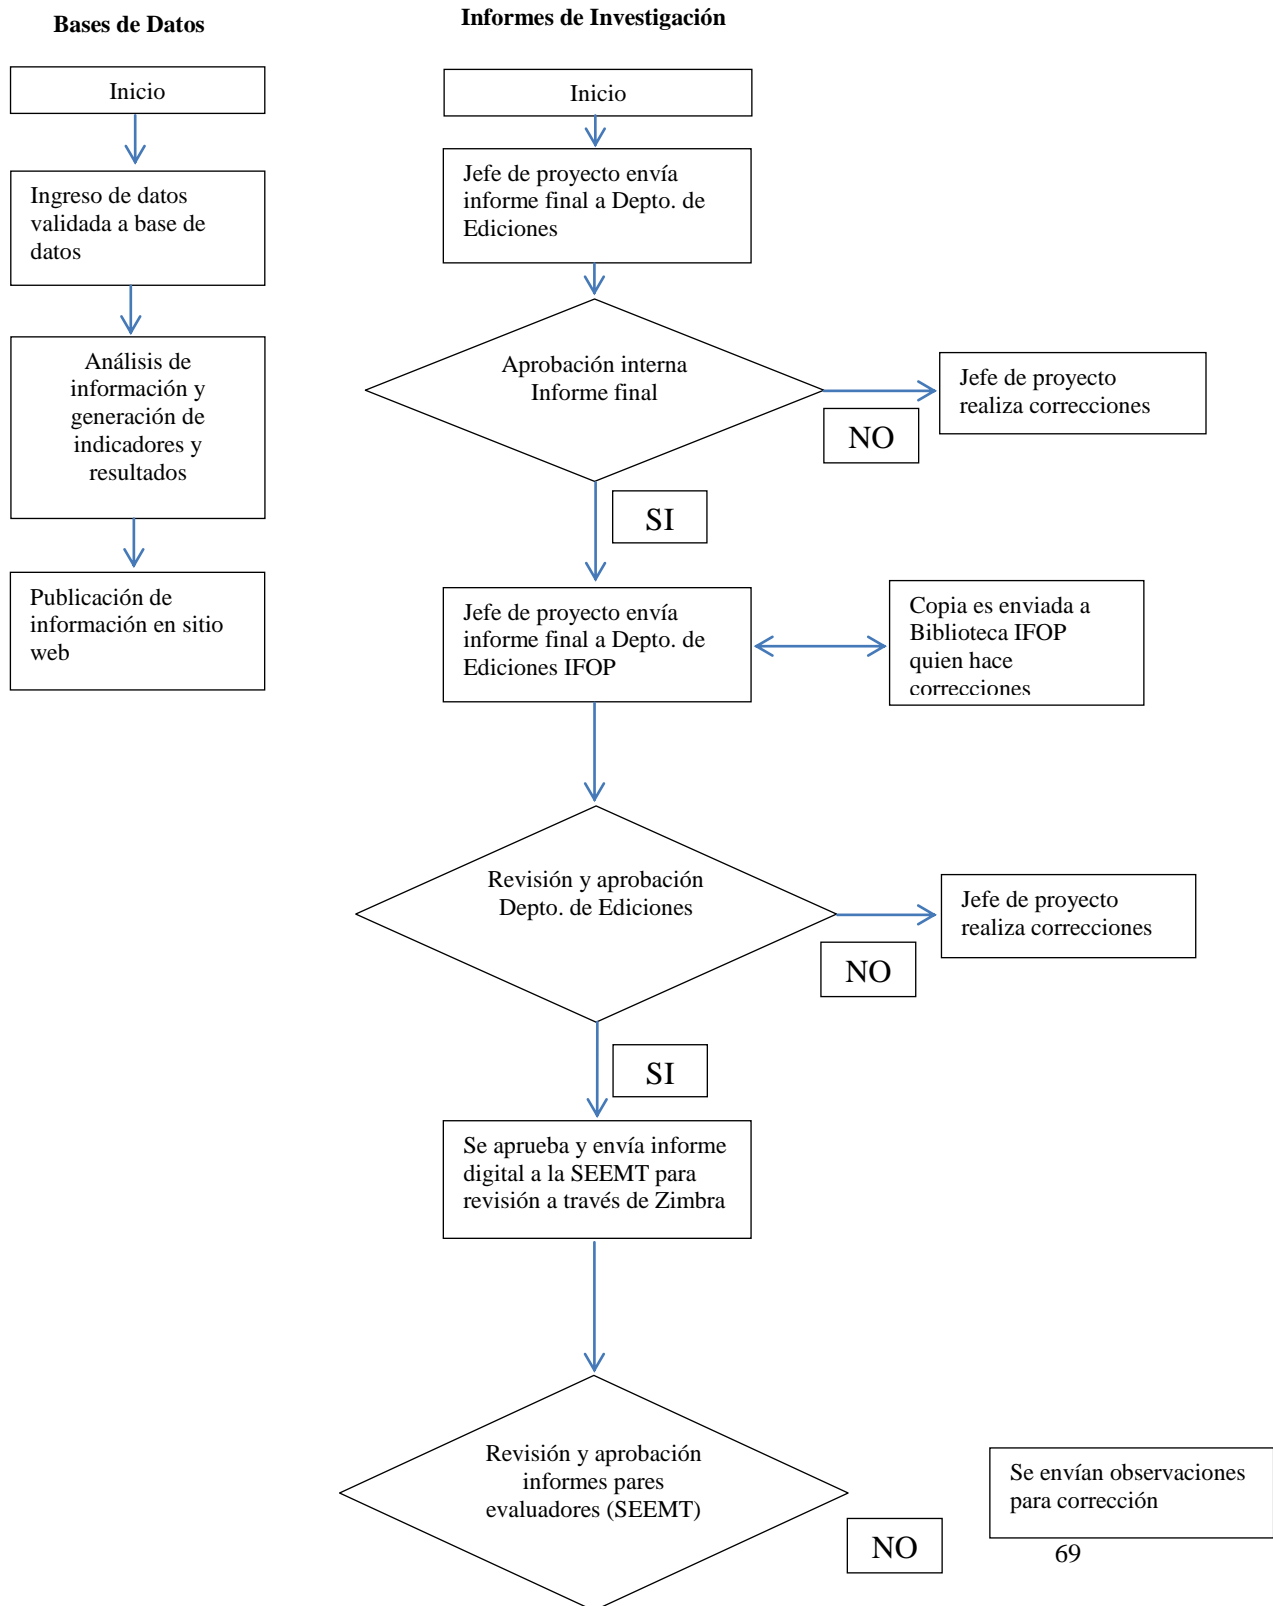 Bases de Datos
Inicio
Ingreso de datos
validada a base de
datos
Análisis de
información y
generación de
indicadores y
resultados
Publicación de
información en sitio
web
Informes de Investigación
Inicio
Jefe de proyecto envía
informe final a Depto. de
Ediciones
Aprobación interna
Informe final
NO
Jefe de proyecto
realiza correcciones
SI
Jefe de proyecto envía
informe final a Depto. de
Ediciones IFOP
Copia es enviada a
Biblioteca IFOP
quien hace
correcciones
Revisión y aprobación
Depto. de Ediciones
NO
Jefe de proyecto
realiza correcciones
SI
Se aprueba y envía informe
digital a la SEEMT para
revisión a través de Zimbra
Revisión y aprobación
informes pares
evaluadores (SEEMT)
NO
Se envían observaciones
para corrección
69